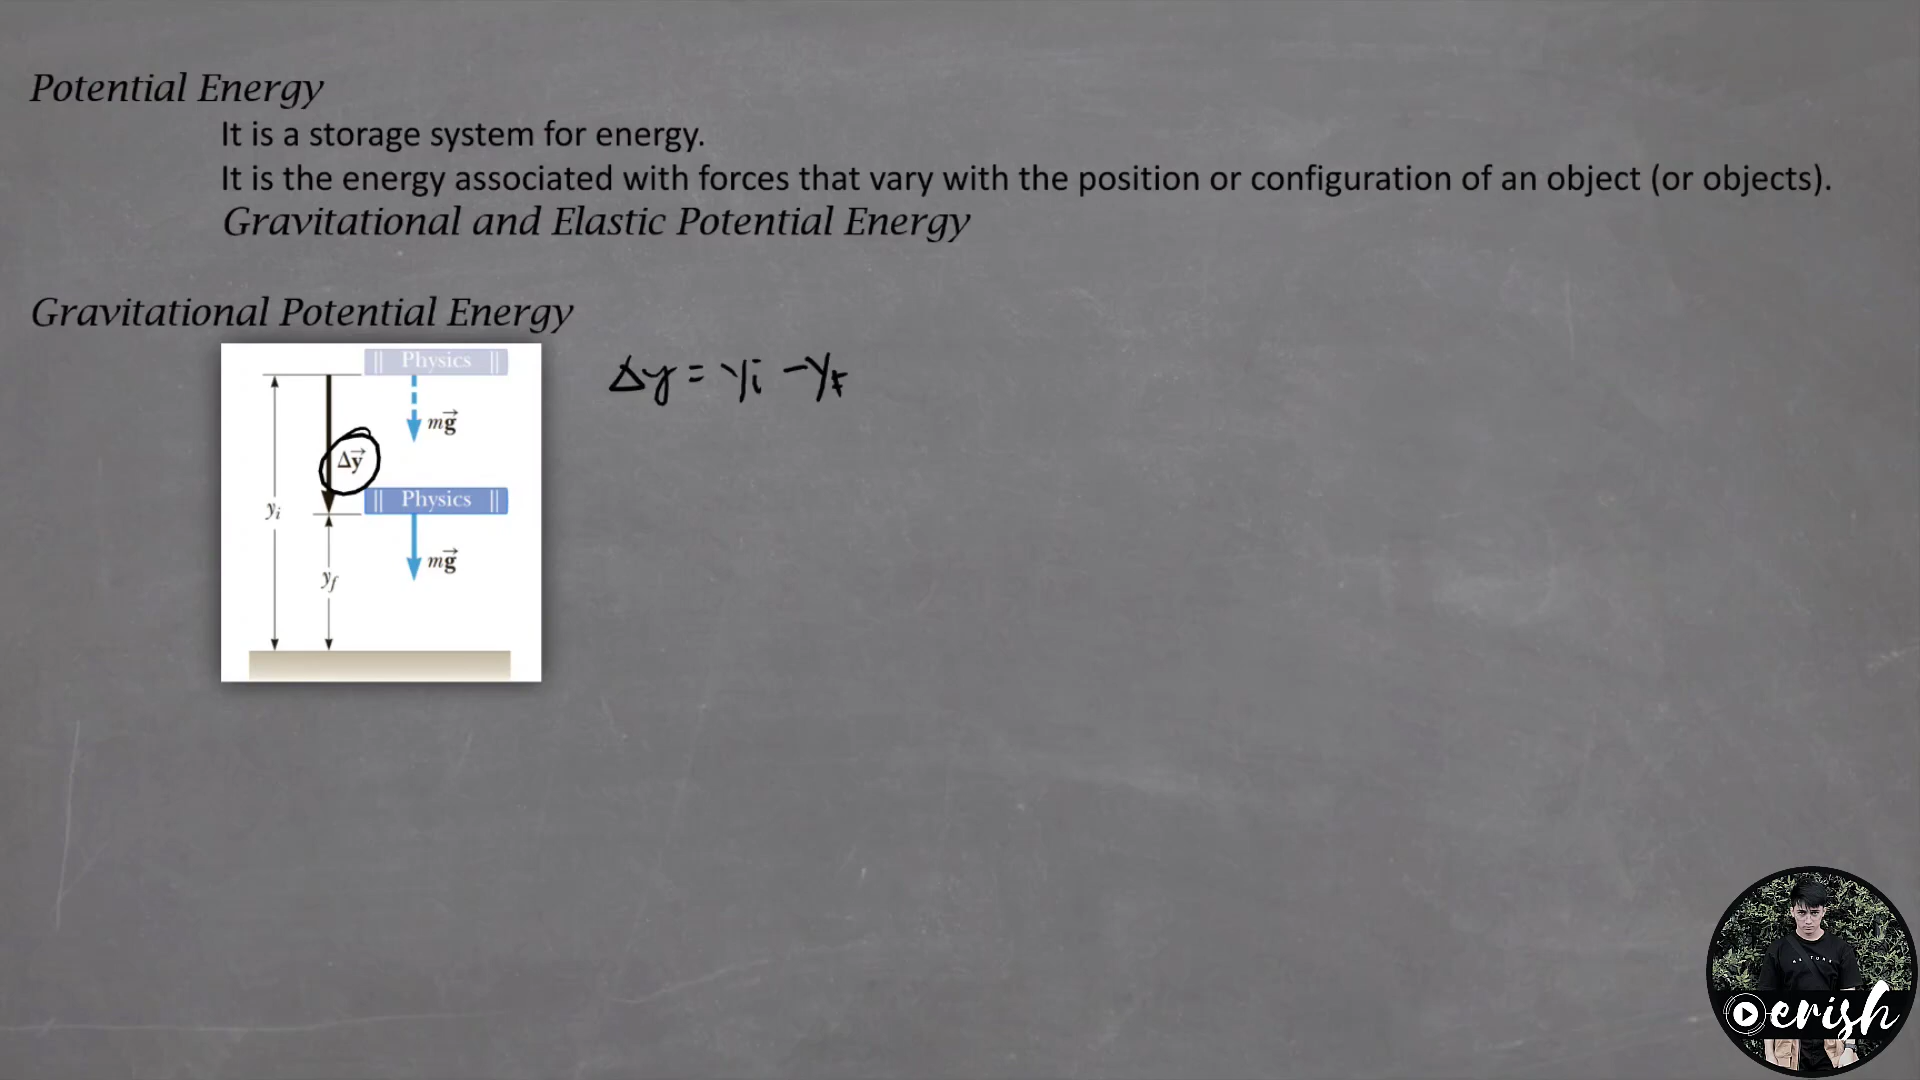 Potential Energy
It is a storage system for energy.
It is the energy associated with forces that vary with the position or configuration of an object (or objects).
Gravitational and Elastic Potential Energy
Gravitational Potential Energy
|| Physics ||
mg⃗
Δy⃗
|| Physics ||
yᵢ
mg⃗
y_f
Δy = yi - yf
erish